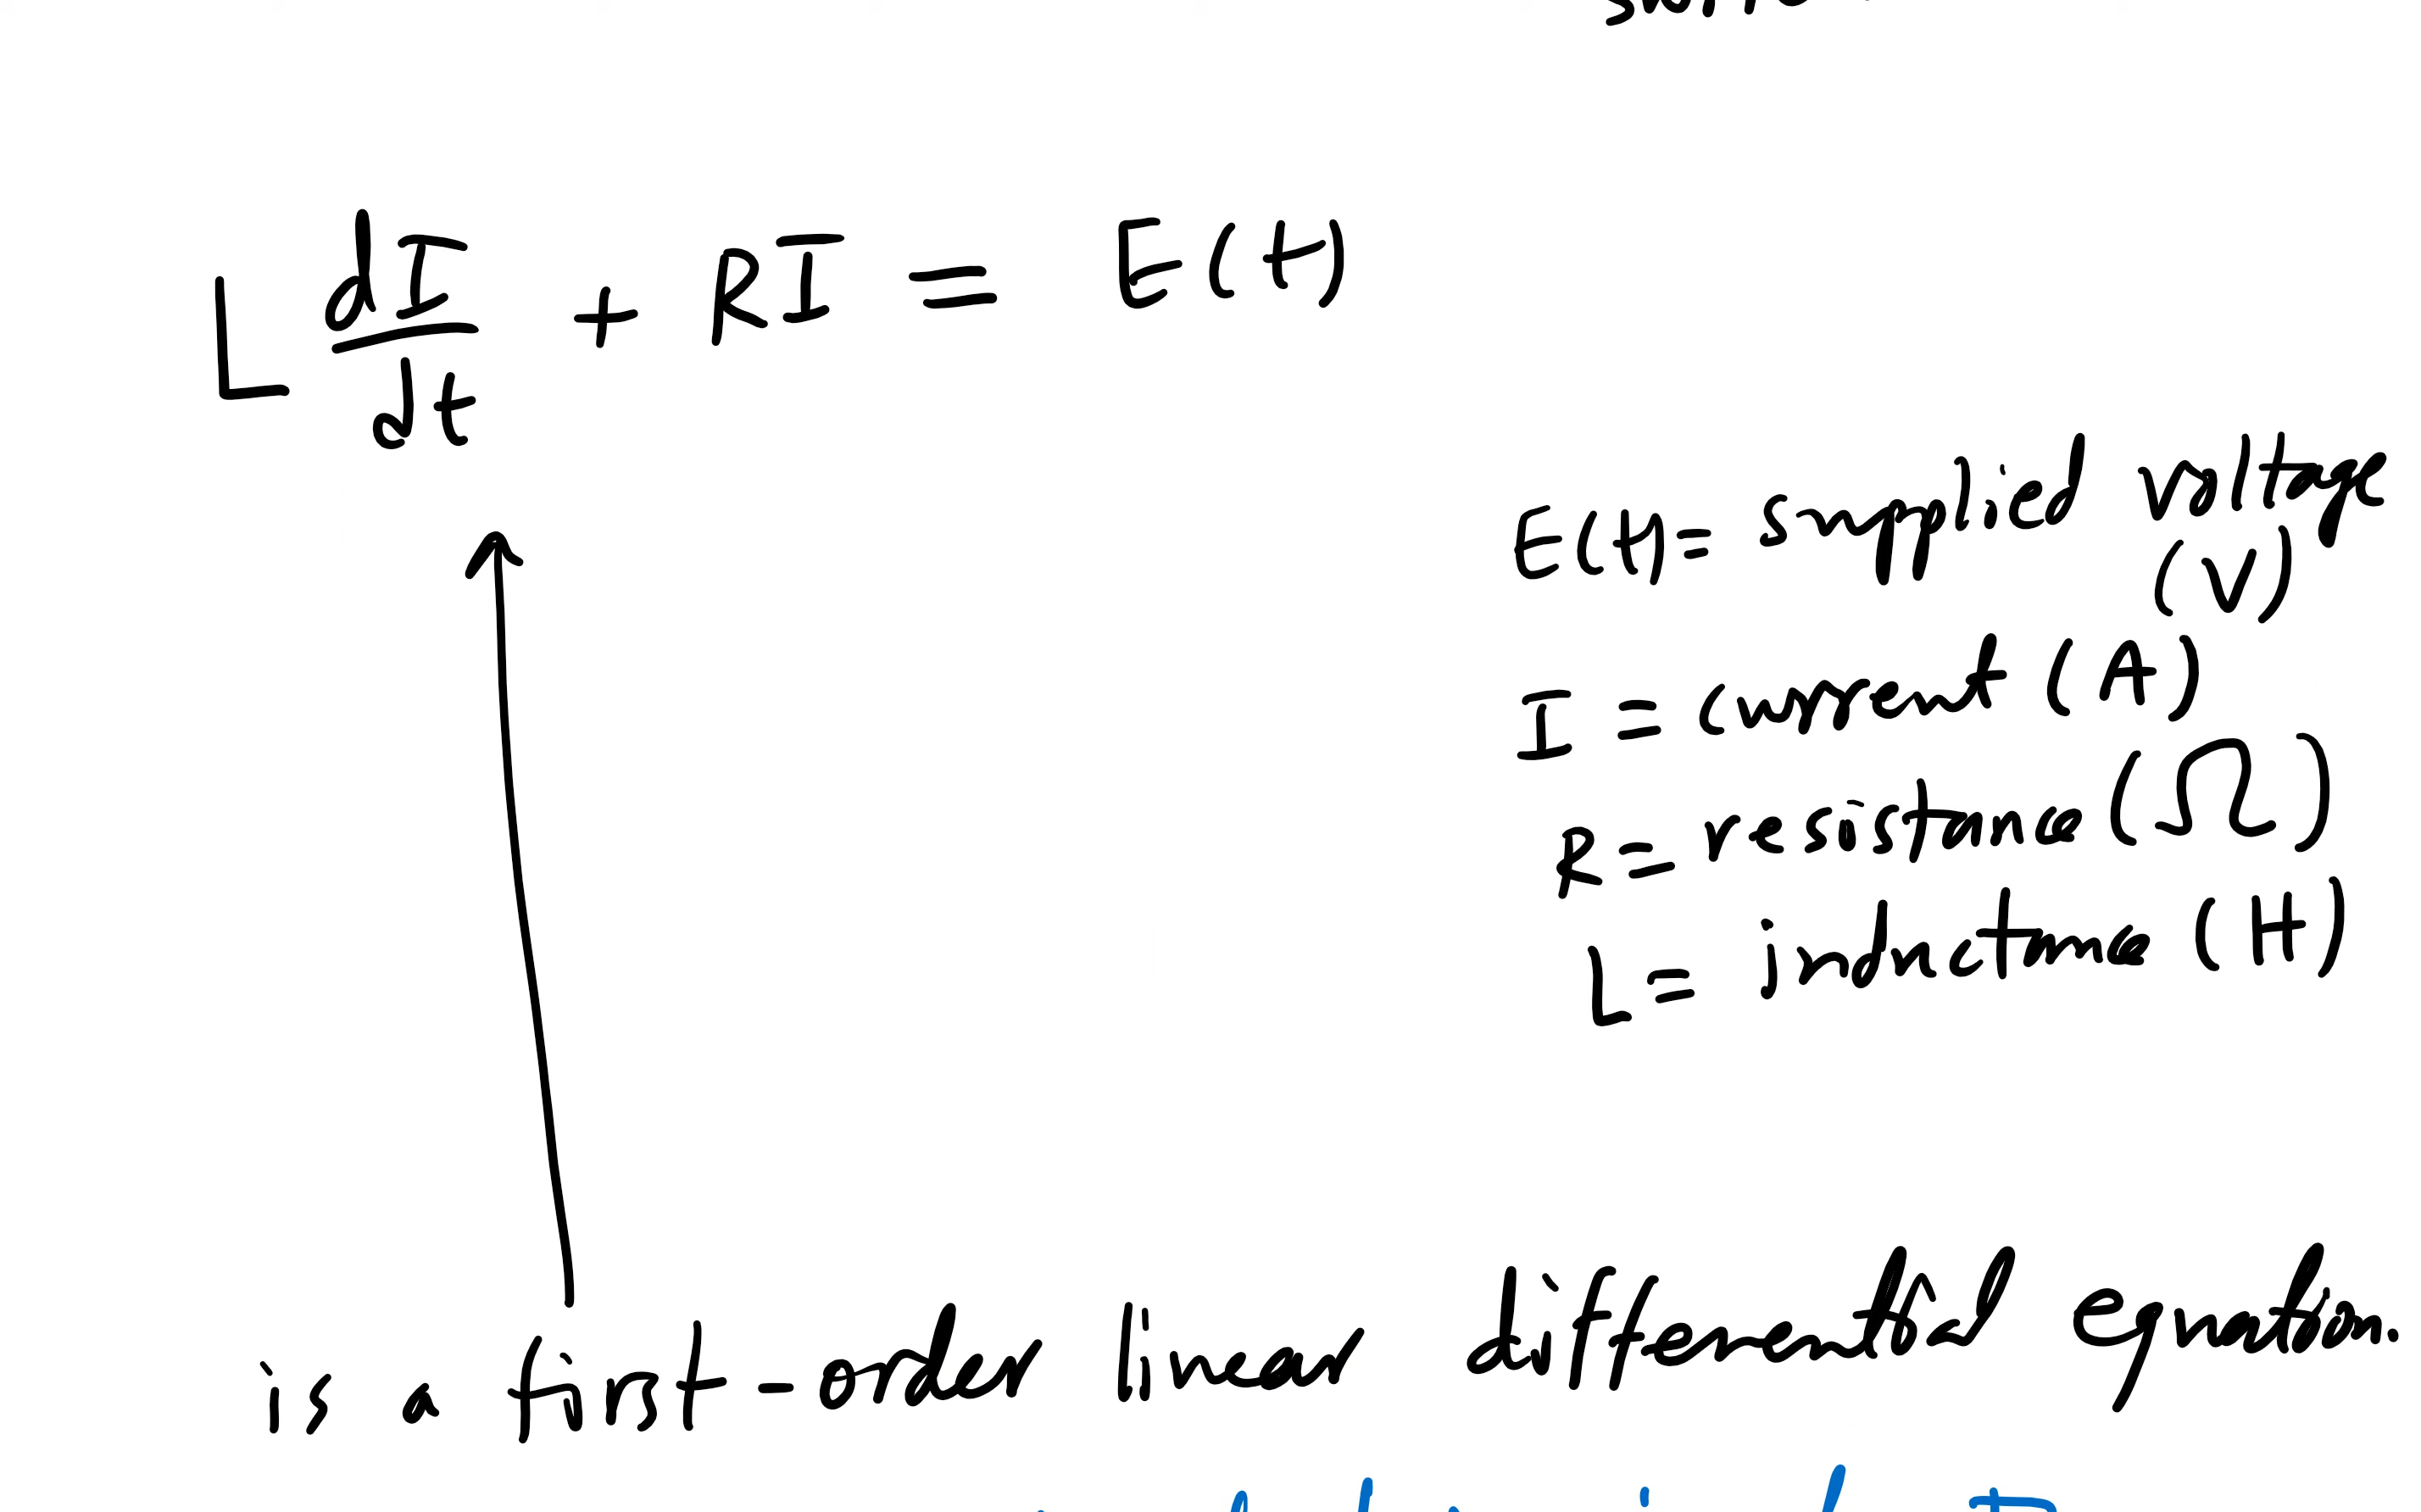 L dI/dt + RI = E(t)
E(t) = supplied voltage
(V)
I = current (A)
R = resistance (Ω)
L = inductance (H)
is a first-order linear differential equation.